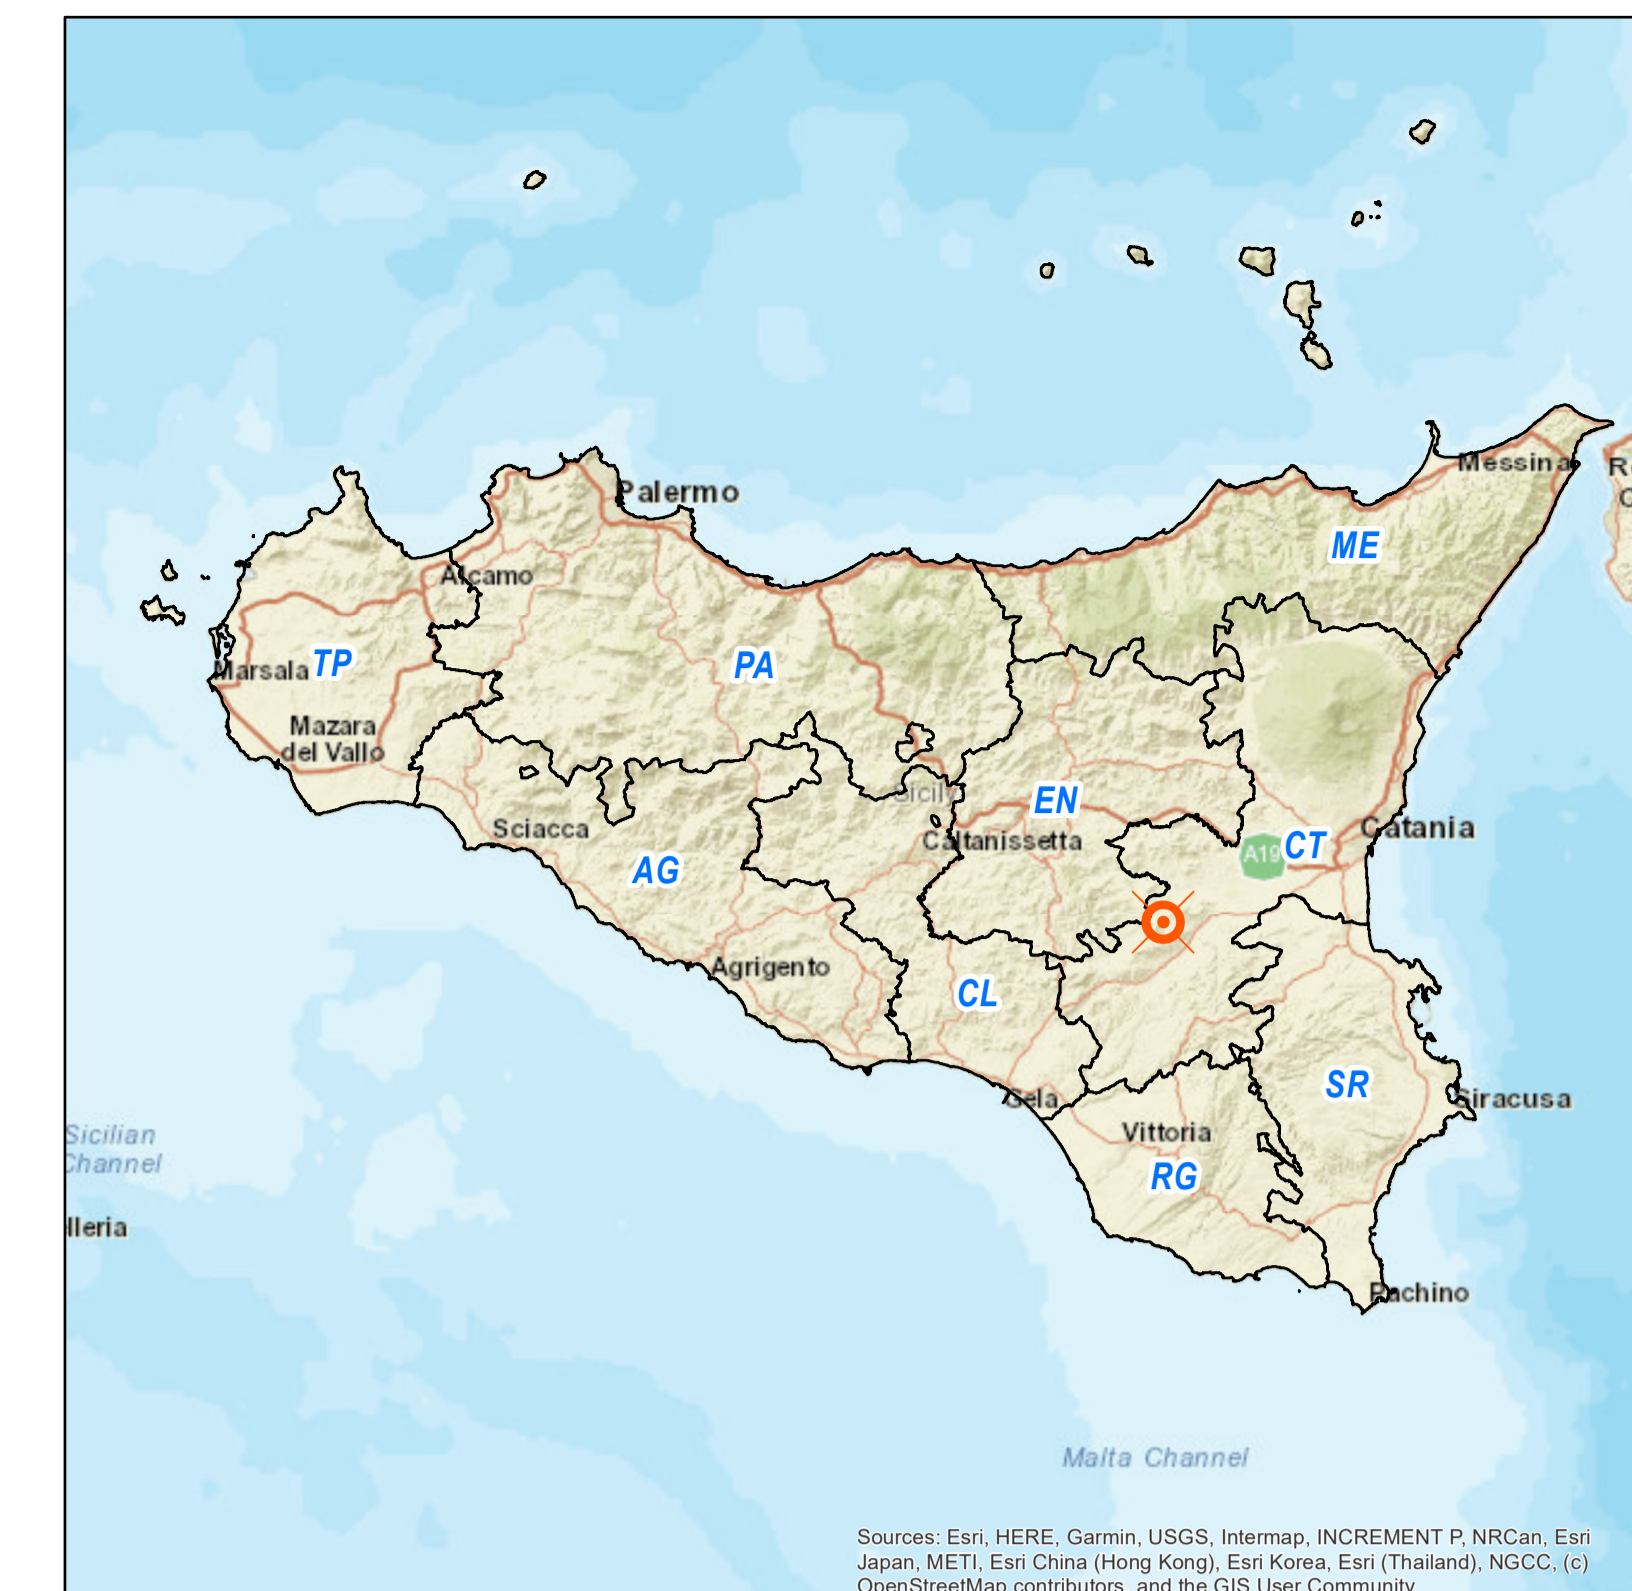 Messina
R
C
Palermo
ME
Alcamo
TP
PA
Marsala
Mazara
del Vallo
Sicily
EN
Sciacca
Caltanissetta
A19
CT
Catania
AG
Agrigento
CL
SR
Gela
Siracusa
Vittoria
Sicilian
Channel
RG
lleria
Pachino
Malta Channel
Sources: Esri, HERE, Garmin, USGS, Intermap, INCREMENT P, NRCan, Esri
Japan, METI, Esri China (Hong Kong), Esri Korea, Esri (Thailand), NGCC, (c)
OpenStreetMap contributors, and the GIS User Community